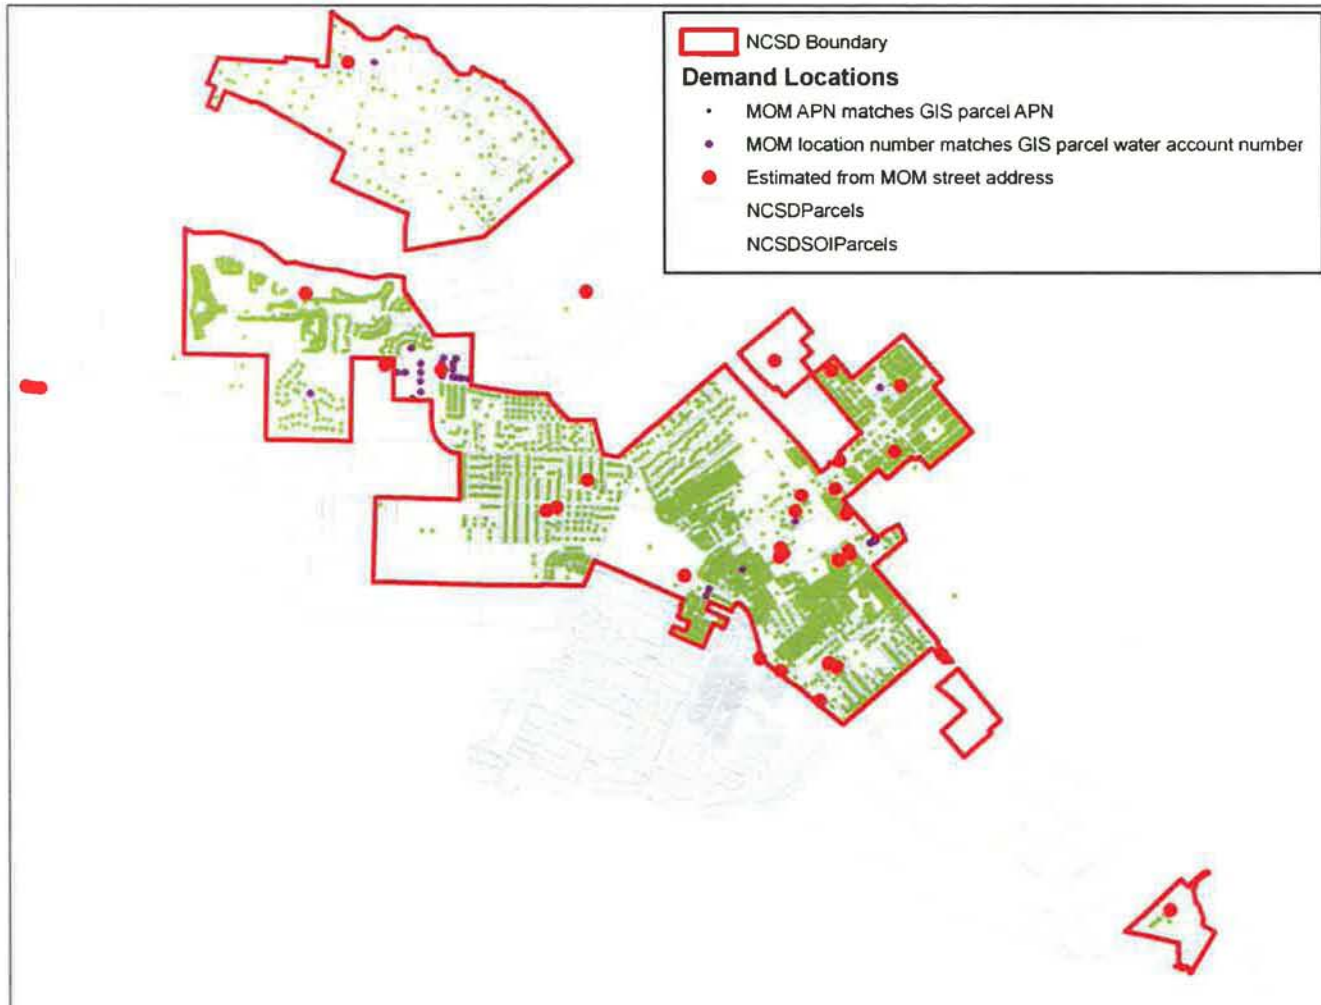 NCSD Boundary
Demand Locations
MOM APN matches GIS parcel APN
MOM location number matches GIS parcel water account number
Estimated from MOM street address
NCSDParcels
NCSDSOIParcels